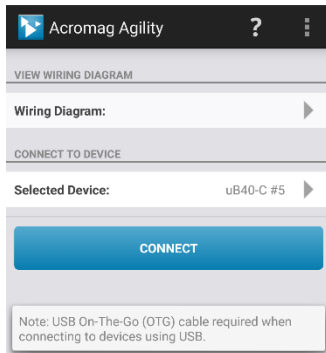 Acromag Agility ?
VIEW WIRING DIAGRAM
Wiring Diagram:
CONNECT TO DEVICE
Selected Device: uB40-C #5
CONNECT
Note: USB On-The-Go (OTG) cable required when
connecting to devices using USB.